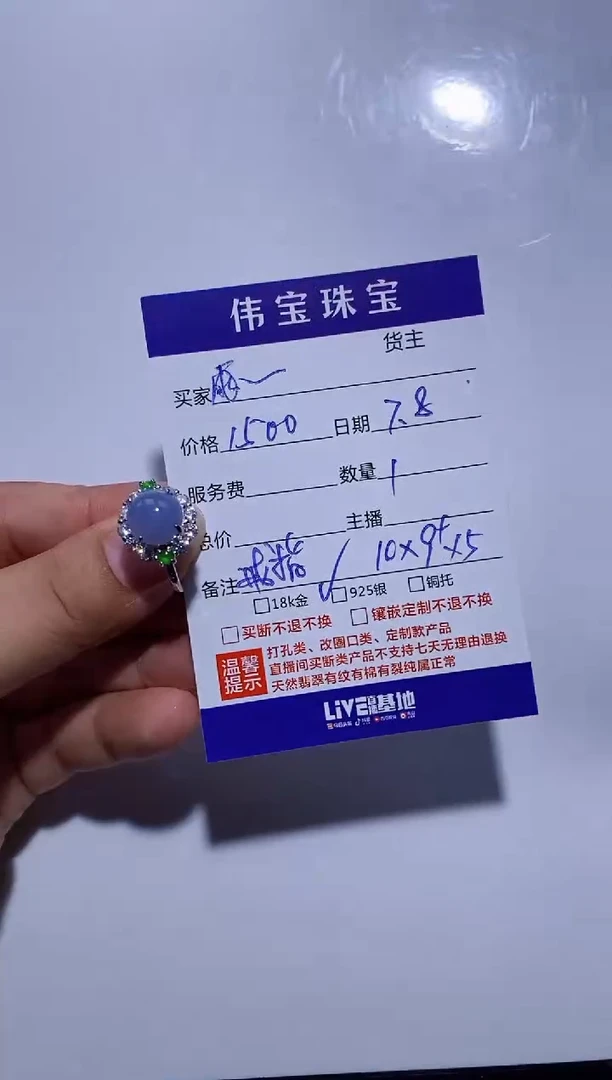 伟宝珠宝
货主
买家
价格 1500 日期 7.8
服务费 数量 1
总价 主播
备注 戒指 10×9⁺×5
□18k金 ☑925银 □铜托
□买断不退不换 □镶嵌定制不退不换
温馨提示 打孔类、改圈口类、定制款产品
直播间买断类产品不支持七天无理由退换
天然翡翠有纹有棉有裂纯属正常
LiVE直播基地